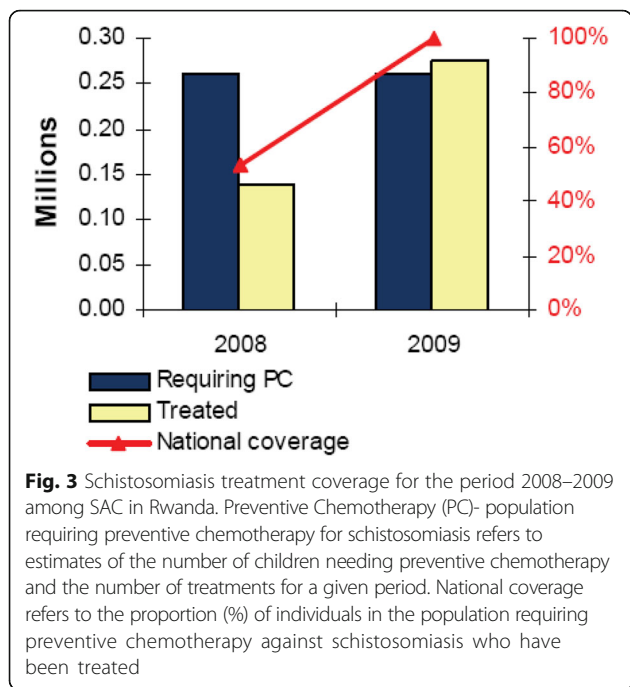 0.30
0.25
0.20
0.15
0.10
0.05
0.00
Millions
100%
80%
60%
40%
20%
0%
2008
2009
Requiring PC
Treated
National coverage
Fig. 3 Schistosomiasis treatment coverage for the period 2008–2009
among SAC in Rwanda. Preventive Chemotherapy (PC)- population
requiring preventive chemotherapy for schistosomiasis refers to
estimates of the number of children needing preventive chemotherapy
and the number of treatments for a given period. National coverage
refers to the proportion (%) of individuals in the population requiring
preventive chemotherapy against schistosomiasis who have
been treated